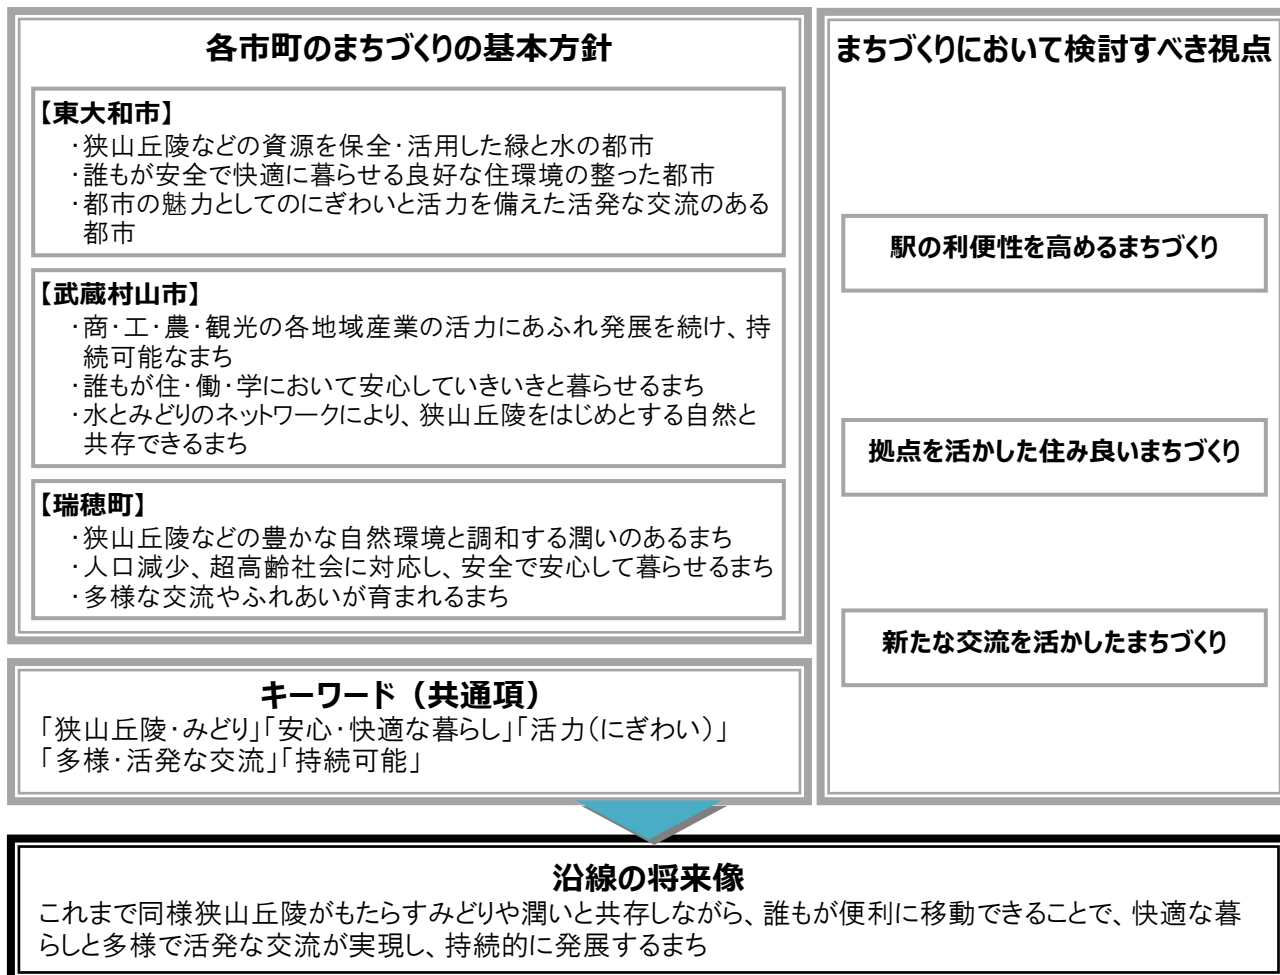 各市町のまちづくりの基本方針
【東大和市】
・狭山丘陵などの資源を保全・活用した緑と水の都市
・誰もが安全で快適に暮らせる良好な住環境の整った都市
・都市の魅力としてのにぎわいと活力を備えた活発な交流のある
都市
【武蔵村山市】
・商・工・農・観光の各地域産業の活力にあふれ発展を続け、持
続可能なまち
・誰もが住・働・学において安心していきいきと暮らせるまち
・水とみどりのネットワークにより、狭山丘陵をはじめとする自然と
共存できるまち
【瑞穂町】
・狭山丘陵などの豊かな自然環境と調和する潤いのあるまち
・人口減少、超高齢社会に対応し、安全で安心して暮らせるまち
・多様な交流やふれあいが育まれるまち
キーワード（共通項）
「狭山丘陵・みどり」「安心・快適な暮らし」「活力（にぎわい）」
「多様・活発な交流」「持続可能」
まちづくりにおいて検討すべき視点
駅の利便性を高めるまちづくり
拠点を活かした住み良いまちづくり
新たな交流を活かしたまちづくり
沿線の将来像
これまで同様狭山丘陵がもたらすみどりや潤いと共存しながら、誰もが便利に移動できることで、快適な暮
らしと多様で活発な交流が実現し、持続的に発展するまち